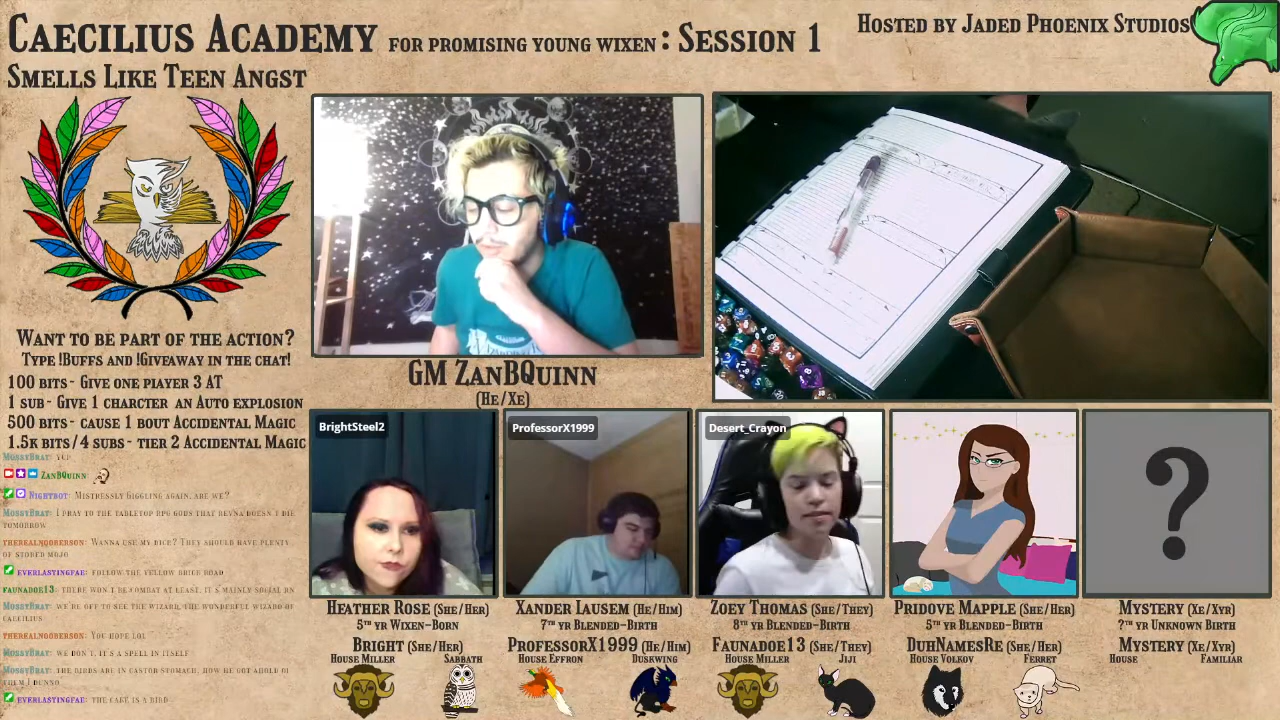 Caecilius Academy for promising young wixen: Session 1
Hosted by Jaded Phoenix Studios
Smells Like Teen Angst
Want to be part of the action?
Type !Buffs and !Giveaway in the chat!
100 bits - Give one player 3 AT
1 sub - Give 1 charcter an Auto explosion
500 bits - cause 1 bout Accidental Magic
1.5k bits/4 subs - tier 2 Accidental Magic
MossyBrat: Yup
ZanBQuinn
Nightbot: Mistressly Giggling again, are we?
MossyBrat: I pray to the tabletop RPG gods that Revna doesn't die
tomorrow
therealnooberson: Wanna use my dice? They should have plenty
of stored mojo
everlastingfae: follow the yellow brick road
faunadoe13: there won't be combat at least, it's mainly social rn
MossyBrat: we're off to see the wizard, the wonderful wizard of
caecilius
therealnooberson: You hope lol
MossyBrat: We don't, it's a spell in itself
MossyBrat: The birds are in castor stomach, how he got ahold of
them I dunno
everlastingfae: the cake is a bird
GM ZanBQuinn
(He/Xe)
BrightSteel2
ProfessorX1999
Desert_Crayon
?
Heather Rose (She/Her)
5th yr Wixen-Born
Bright (She/Her)
House Miller
Sabbath
Xander Lausem (He/Him)
7th yr Blended-Birth
ProfessorX1999 (He/Him)
House Effron
Duskwing
Zoey Thomas (She/They)
8th yr Blended-Birth
Faunadoe13 (She/They)
House Miller
Jiji
Pridove Mapple (She/Her)
5th yr Blended-Birth
DuhNamesRe (She/Her)
House Volkov
Ferret
Mystery (Xe/Xyr)
?th yr Unknown Birth
Mystery (Xe/Xyr)
House
Familiar